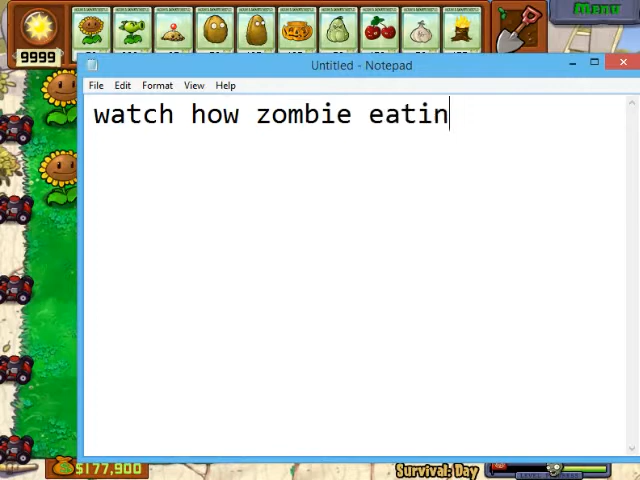 Menu
9999
Untitled - Notepad
File Edit Format View Help
watch how zombie eatin
$177,900
Survival: Day